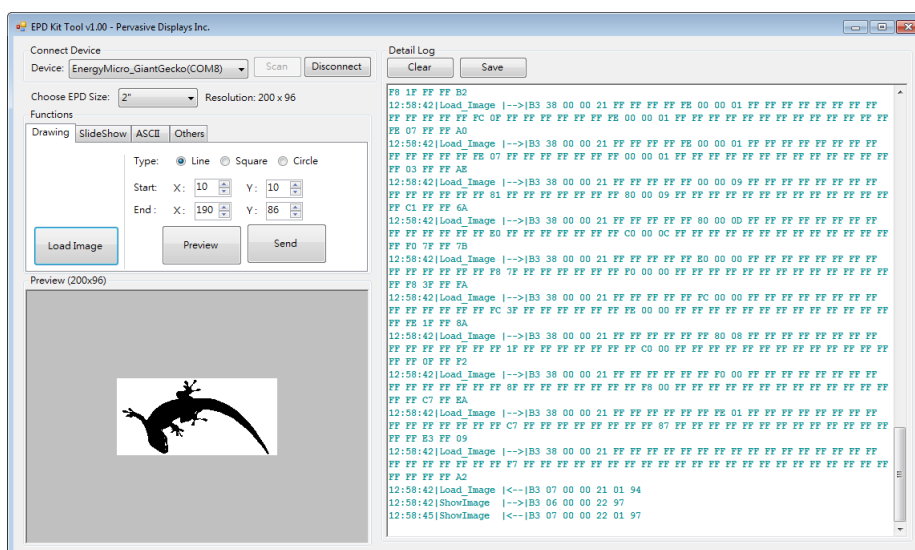 EPD Kit Tool v1.00 - Pervasive Displays Inc.
Connect Device
Device: EnergyMicro_GiantGecko(COM8) Scan Disconnect
Choose EPD Size: 2" Resolution: 200 x 96
Functions
Drawing SlideShow ASCII Others
Type: Line Square Circle
Start: X: 10 Y: 10
End : X: 190 Y: 86
Load Image Preview Send
Preview (200x96)
Detail Log
Clear Save
F8 1F FF FF B2
12:58:42|Load_Image |-->|B3 38 00 00 21 FF FF FF FF FE 00 00 01 FF FF FF FF FF FF FF
FF FF FF FF FF FC 0F FF FF FF FF FF FF FE 00 00 01 FF FF FF FF FF FF FF FF FF FF FF FF
FE 07 FF FF A0
12:58:42|Load_Image |-->|B3 38 00 00 21 FF FF FF FF FE 00 00 01 FF FF FF FF FF FF FF
FF FF FF FF FF FE 07 FF FF FF FF FF FF FF 00 00 01 FF FF FF FF FF FF FF FF FF FF FF FF
FF 03 FF FF AE
12:58:42|Load_Image |-->|B3 38 00 00 21 FF FF FF FF FF 00 00 09 FF FF FF FF FF FF FF
FF FF FF FF FF FF 81 FF FF FF FF FF FF FF 80 00 09 FF FF FF FF FF FF FF FF FF FF FF FF
FF C1 FF FF 6A
12:58:42|Load_Image |-->|B3 38 00 00 21 FF FF FF FF FF 80 00 0D FF FF FF FF FF FF FF
FF FF FF FF FF FF E0 FF FF FF FF FF FF FF C0 00 0C FF FF FF FF FF FF FF FF FF FF FF FF
FF F0 7F FF 7B
12:58:42|Load_Image |-->|B3 38 00 00 21 FF FF FF FF FF E0 00 00 FF FF FF FF FF FF FF
FF FF FF FF FF FF F8 7F FF FF FF FF FF FF F0 00 00 FF FF FF FF FF FF FF FF FF FF FF FF
FF F8 3F FF FA
12:58:42|Load_Image |-->|B3 38 00 00 21 FF FF FF FF FF FC 00 00 FF FF FF FF FF FF FF
FF FF FF FF FF FF FC 3F FF FF FF FF FF FF FE 00 00 FF FF FF FF FF FF FF FF FF FF FF FF
FF FE 1F FF 8A
12:58:42|Load_Image |-->|B3 38 00 00 21 FF FF FF FF FF FF 80 08 FF FF FF FF FF FF FF
FF FF FF FF FF FF FF 1F FF FF FF FF FF FF FF C0 00 FF FF FF FF FF FF FF FF FF FF FF FF
FF FF 0F FF F2
12:58:42|Load_Image |-->|B3 38 00 00 21 FF FF FF FF FF FF F0 00 FF FF FF FF FF FF FF
FF FF FF FF FF FF FF 8F FF FF FF FF FF FF FF F8 00 FF FF FF FF FF FF FF FF FF FF FF FF
FF FF C7 FF EA
12:58:42|Load_Image |-->|B3 38 00 00 21 FF FF FF FF FF FF FE 01 FF FF FF FF FF FF FF
FF FF FF FF FF FF FF C7 FF FF FF FF FF FF FF FF 87 FF FF FF FF FF FF FF FF FF FF FF FF
FF FF E3 FF 09
12:58:42|Load_Image |-->|B3 38 00 00 21 FF FF FF FF FF FF FF FF FF FF FF FF FF FF FF
FF FF FF FF FF FF FF F7 FF FF FF FF FF FF FF FF FF FF FF FF FF FF FF FF FF FF FF FF FF
FF FF FF FF A2
12:58:42|Load_Image |<--|B3 07 00 00 21 01 94
12:58:42|ShowImage |-->|B3 06 00 00 22 97
12:58:45|ShowImage |<--|B3 07 00 00 22 01 97